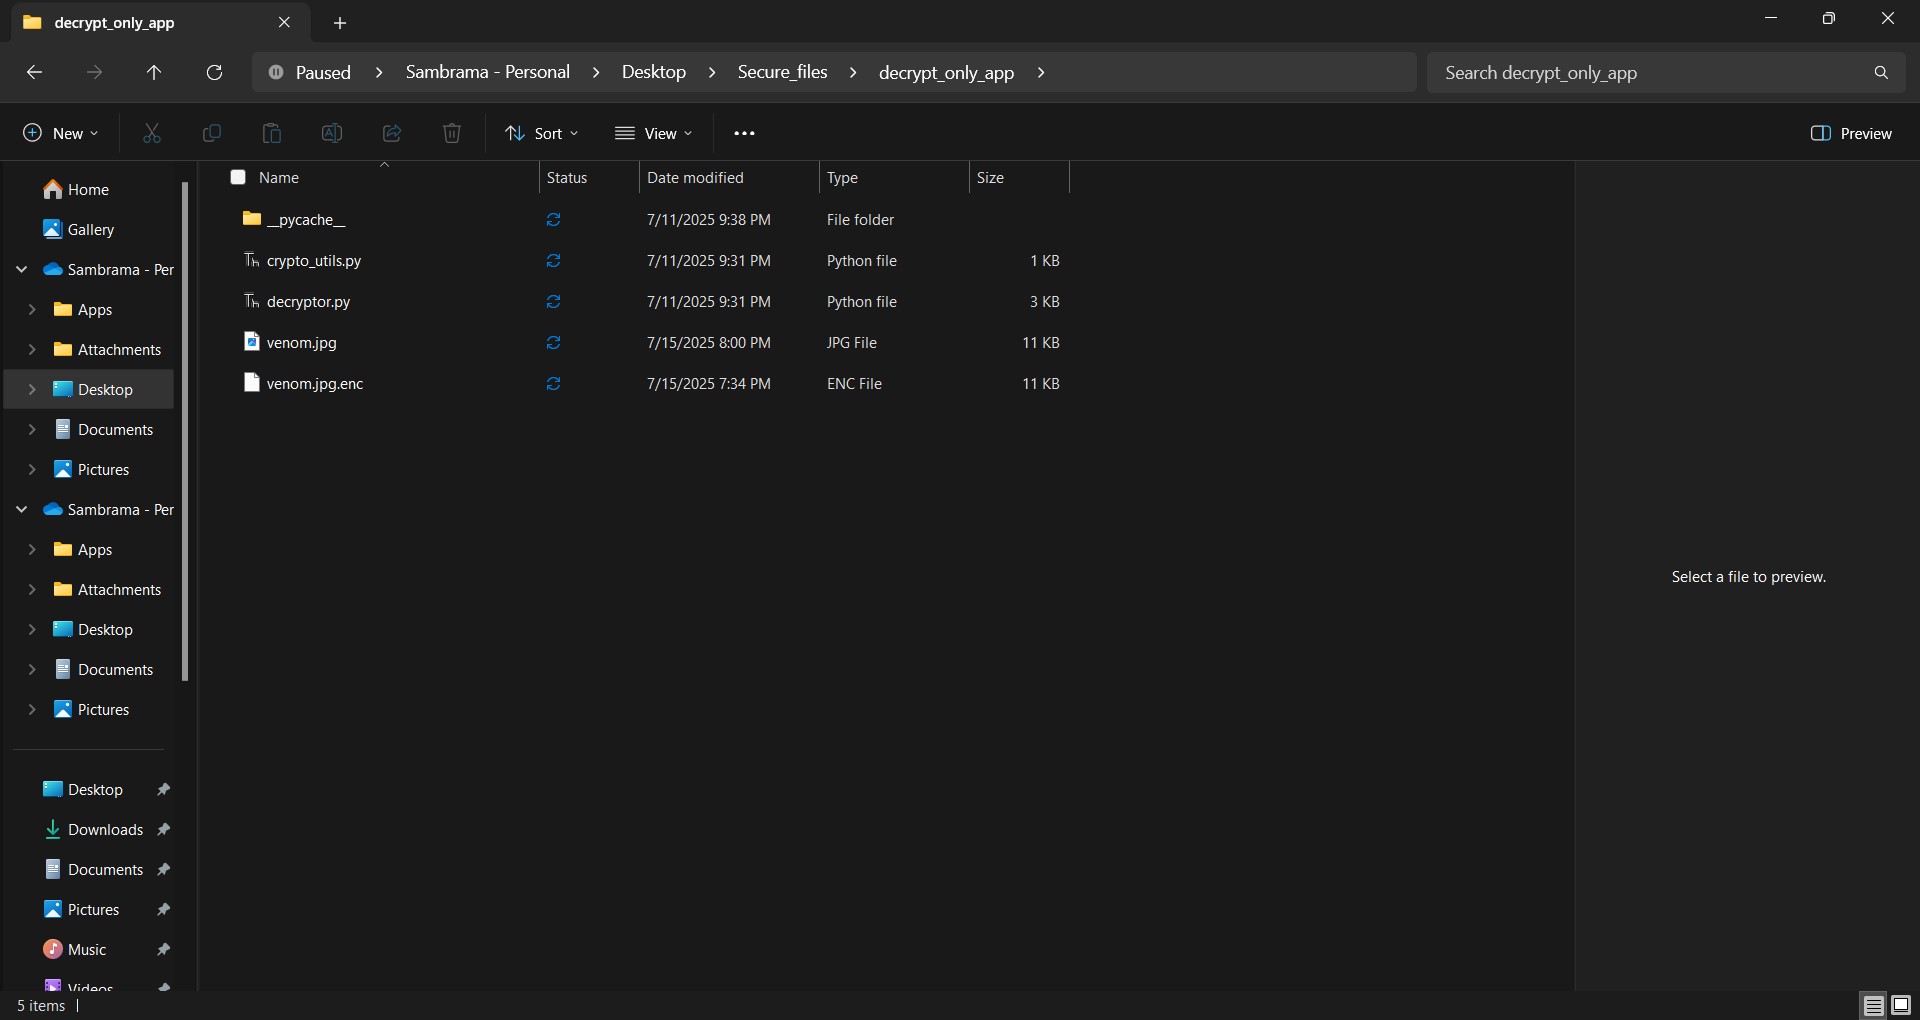 decrypt_only_app
Paused > Sambrama - Personal > Desktop > Secure_files > decrypt_only_app >
Search decrypt_only_app
New
Sort
View
Preview
Home
Gallery
Sambrama - Per
Apps
Attachments
Desktop
Documents
Pictures
Sambrama - Per
Apps
Attachments
Desktop
Documents
Pictures
Desktop
Downloads
Documents
Pictures
Music
Videos
Name Status Date modified Type Size
__pycache__ 7/11/2025 9:38 PM File folder
crypto_utils.py 7/11/2025 9:31 PM Python file 1 KB
decryptor.py 7/11/2025 9:31 PM Python file 3 KB
venom.jpg 7/15/2025 8:00 PM JPG File 11 KB
venom.jpg.enc 7/15/2025 7:34 PM ENC File 11 KB
Select a file to preview.
5 items